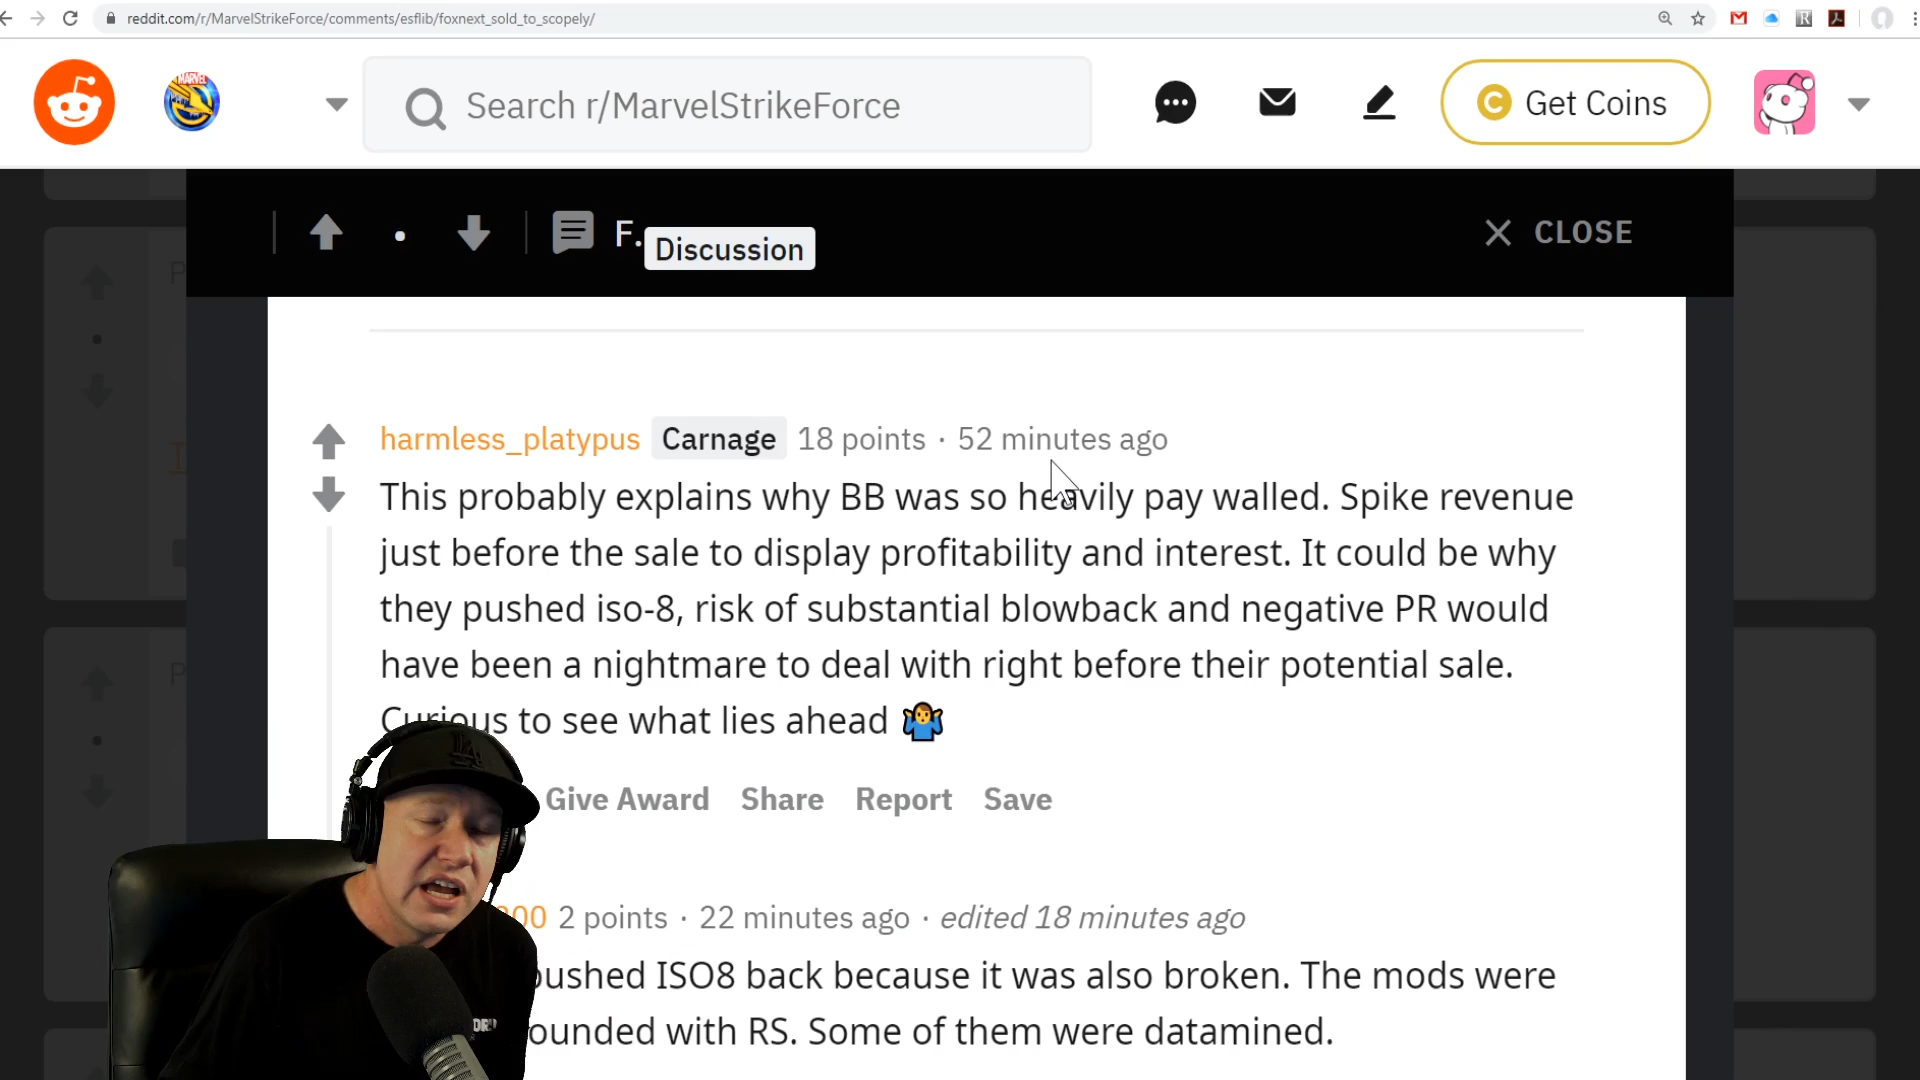 reddit.com/r/MarvelStrikeForce/comments/esflib/foxnext_sold_to_scopely/
MARVEL
Search r/MarvelStrikeForce
Get Coins
F.
Discussion
CLOSE
harmless_platypus Carnage 18 points · 52 minutes ago
This probably explains why BB was so heavily pay walled. Spike revenue
just before the sale to display profitability and interest. It could be why
they pushed iso-8, risk of substantial blowback and negative PR would
have been a nightmare to deal with right before their potential sale.
Curious to see what lies ahead 🤷‍♂️
Give Award Share Report Save
00 2 points · 22 minutes ago · edited 18 minutes ago
pushed ISO8 back because it was also broken. The mods were
ounded with RS. Some of them were datamined.